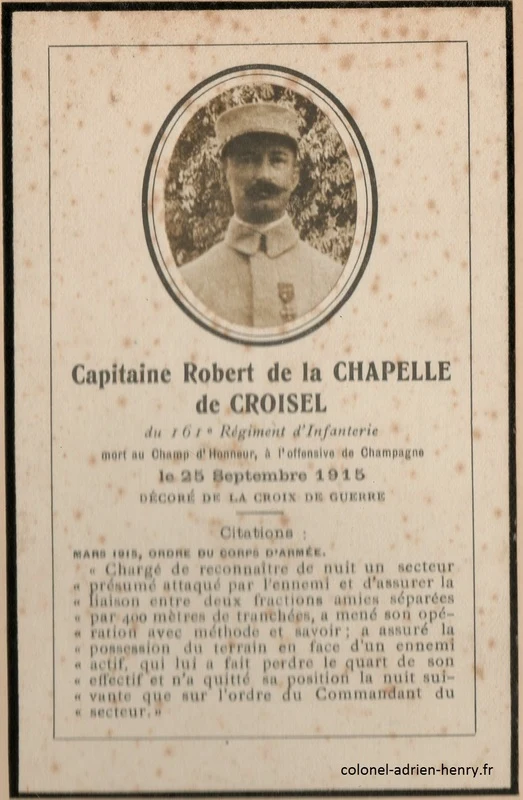 Capitaine Robert de la CHAPELLE
de CROISEL
du 161e Régiment d'Infanterie
mort au Champ d'Honneur, à l'offensive de Champagne
le 25 Septembre 1915
DÉCORÉ DE LA CROIX DE GUERRE
Citations :
MARS 1915, ORDRE DU CORPS D'ARMÉE.
« Chargé de reconnaître de nuit un secteur
« présumé attaqué par l'ennemi et d'assurer la
« liaison entre deux fractions amies séparées
« par 400 mètres de tranchées, a mené son opé-
« ration avec méthode et savoir ; a assuré la
« possession du terrain en face d'un ennemi
« actif, qui lui a fait perdre le quart de son
« effectif et n'a quitté sa position la nuit sui-
« vante que sur l'ordre du Commandant du
« secteur. »
colonel-adrien-henry.fr